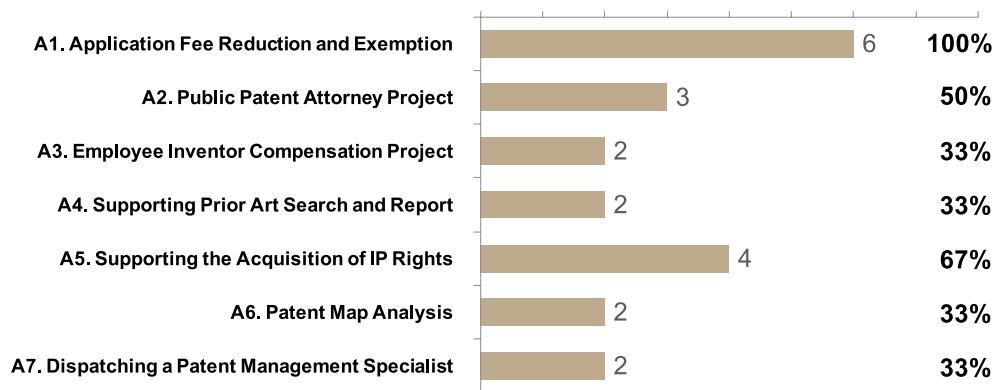 A1. Application Fee Reduction and Exemption 6 100%
A2. Public Patent Attorney Project 3 50%
A3. Employee Inventor Compensation Project 2 33%
A4. Supporting Prior Art Search and Report 2 33%
A5. Supporting the Acquisition of IP Rights 4 67%
A6. Patent Map Analysis 2 33%
A7. Dispatching a Patent Management Specialist 2 33%